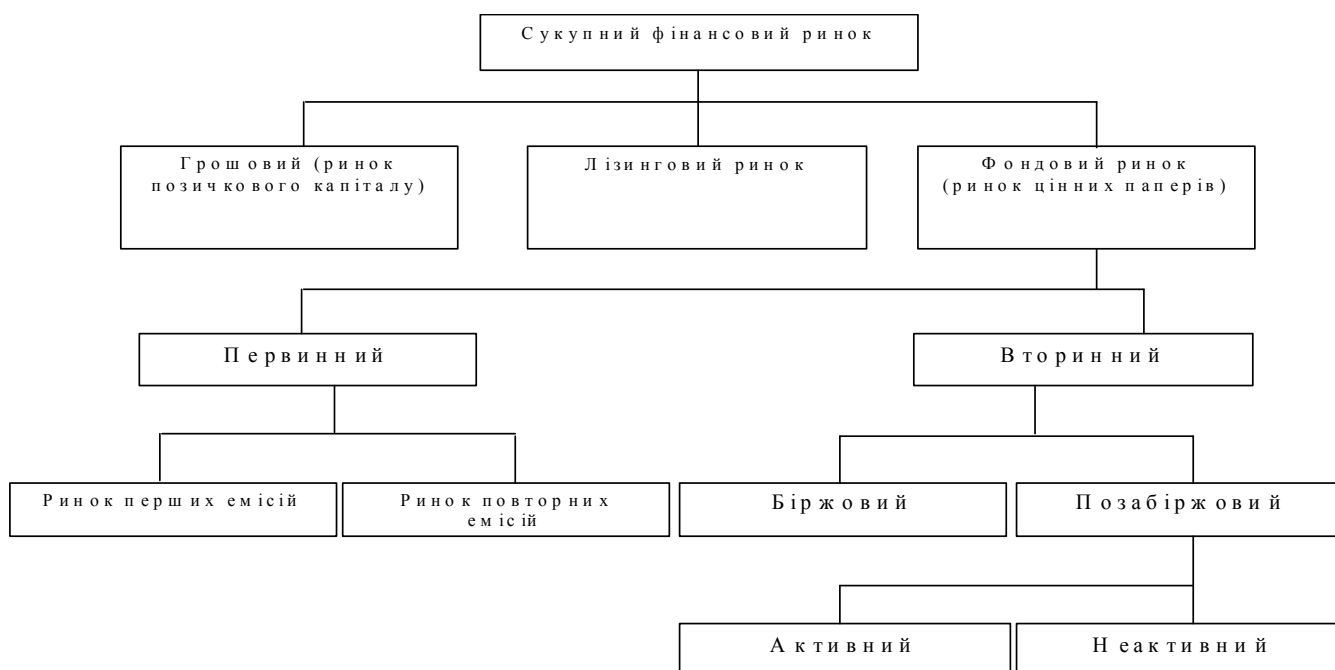 Сукупний фінансовий ринок
Грошовий (ринок
позичкового капіталу)
Лізинговий ринок
Фондовий ринок
(ринок цінних паперів)
Первинний
Вторинний
Ринок перших емісій
Ринок повторних
емісій
Біржовий
Позабіржовий
Активний
Неактивний